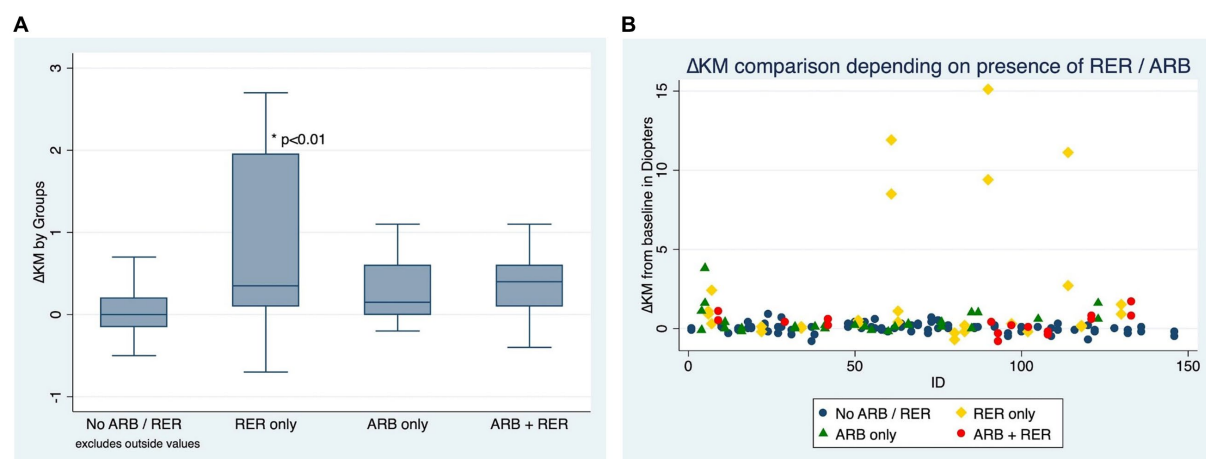 A
ΔKM by Groups
3
2
1
0
-1
* p<0.01
No ARB / RER
RER only
ARB only
ARB + RER
excludes outside values
B
ΔKM comparison depending on presence of RER / ARB
ΔKM from baseline in Diopters
15
10
5
0
0
50
100
150
ID
No ARB / RER
RER only
ARB only
ARB + RER